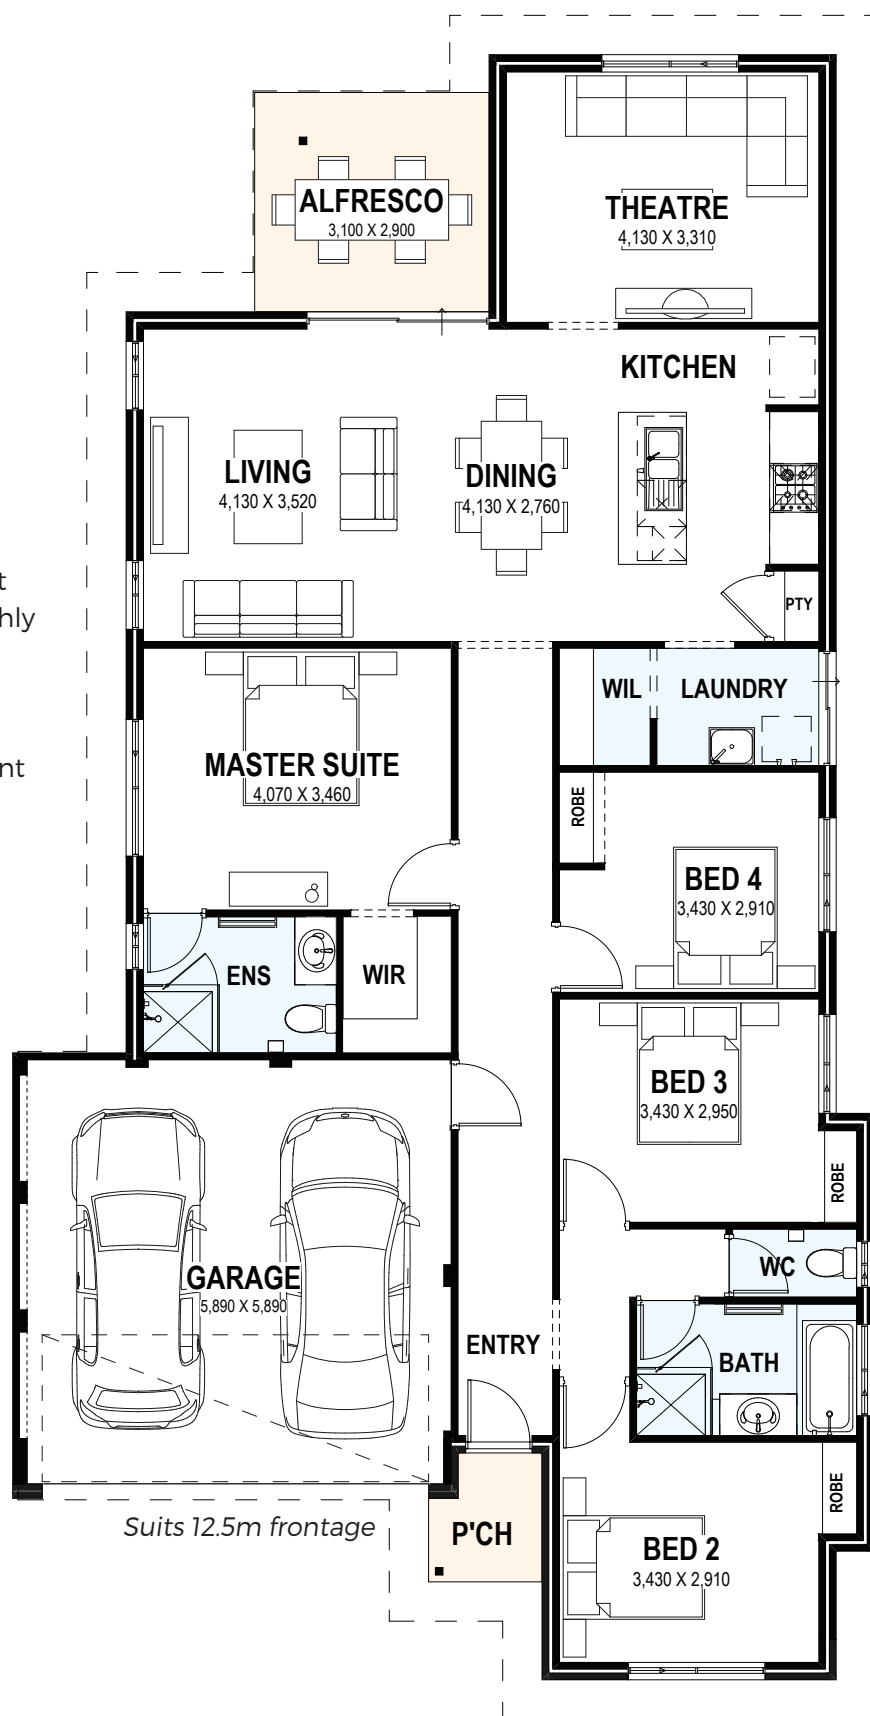 ALFRESCO
3,100 X 2,900
THEATRE
4,130 X 3,310
KITCHEN
LIVING
4,130 X 3,520
DINING
4,130 X 2,760
t
hly
PTY
WIL
LAUNDRY
nt
MASTER SUITE
4,070 X 3,460
ROBE
BED 4
3,430 X 2,910
ENS
WIR
BED 3
3,430 X 2,950
ROBE
WC
GARAGE
5,890 X 5,890
ENTRY
BATH
ROBE
Suits 12.5m frontage
P'CH
BED 2
3,430 X 2,910